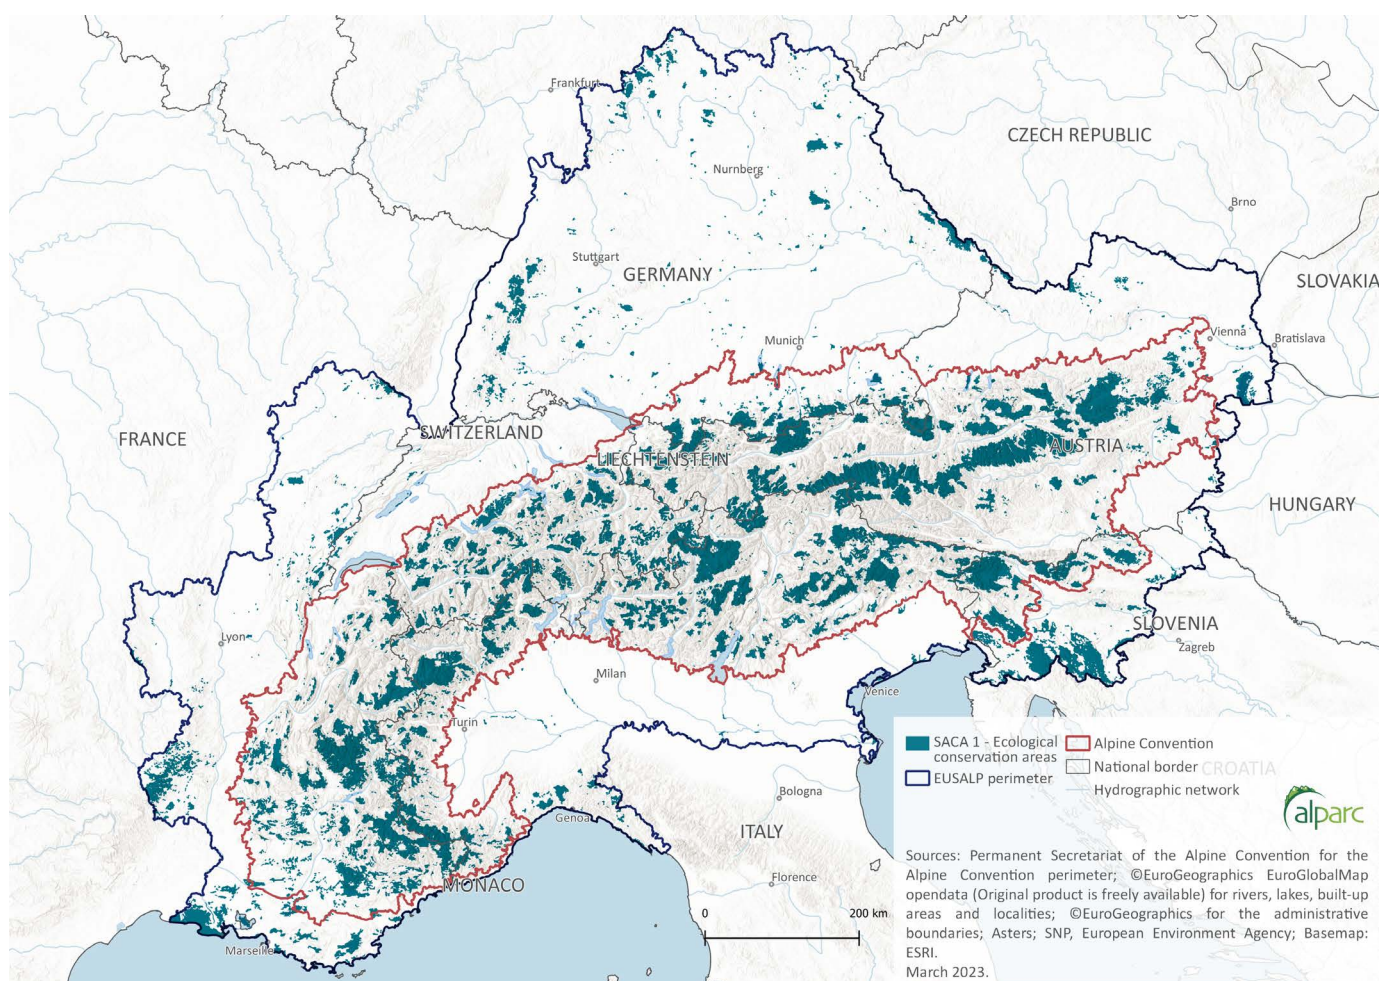 Frankfurt
CZECH REPUBLIC
Nurnberg
Brno
Stuttgart
GERMANY
SLOVAKIA
Munich
Vienna
Bratislava
FRANCE
SWITZERLAND
LIECHTENSTEIN
AUSTRIA
HUNGARY
Lyon
SLOVENIA
Zagreb
Milan
Venice
Turin
Bologna
Genoa
ITALY
MONACO
Florence
Marseille
CROATIA
SACA 1 - Ecological
conservation areas
EUSALP perimeter
Alpine Convention
National border
Hydrographic network
alparc
0 200 km
Sources: Permanent Secretariat of the Alpine Convention for the
Alpine Convention perimeter; ©EuroGeographics EuroGlobalMap
opendata (Original product is freely available) for rivers, lakes, built-up
areas and localities; ©EuroGeographics for the administrative
boundaries; Asters; SNP, European Environment Agency; Basemap:
ESRI.
March 2023.